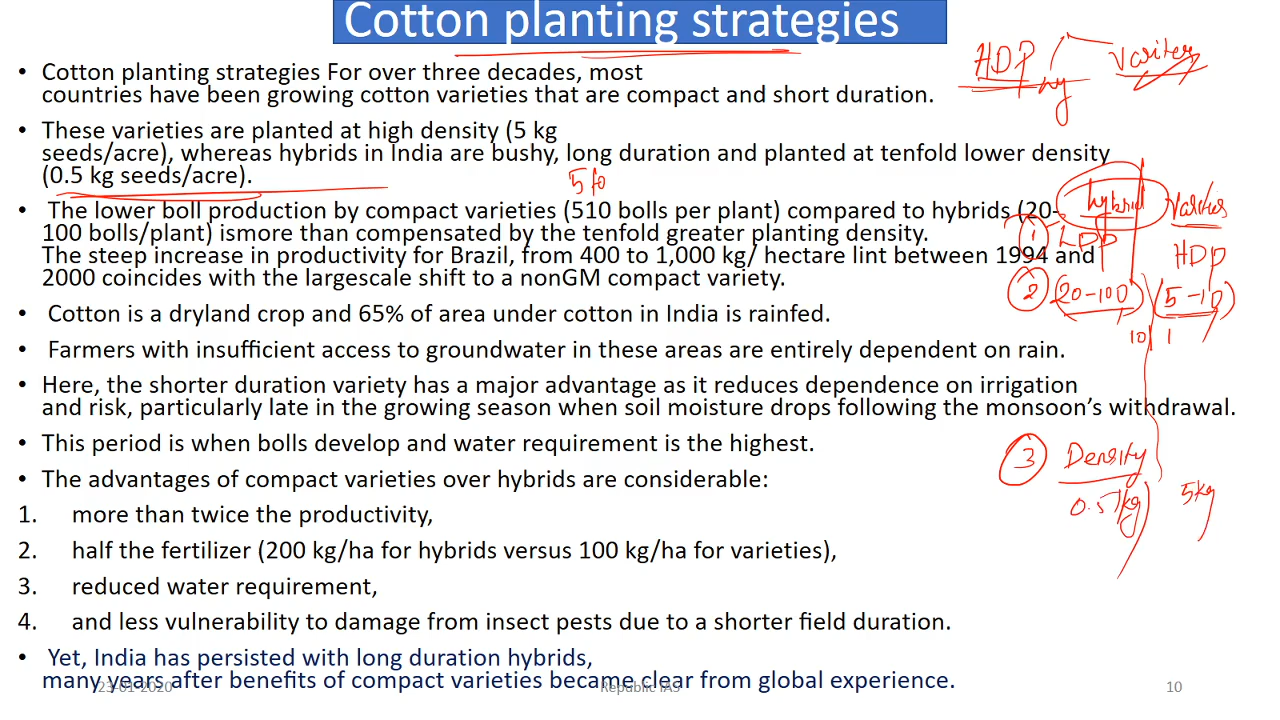 Cotton planting strategies
• Cotton planting strategies For over three decades, most
countries have been growing cotton varieties that are compact and short duration.
• These varieties are planted at high density (5 kg
seeds/acre), whereas hybrids in India are bushy, long duration and planted at tenfold lower density
(0.5 kg seeds/acre).
• The lower boll production by compact varieties (510 bolls per plant) compared to hybrids (20-
100 bolls/plant) ismore than compensated by the tenfold greater planting density.
The steep increase in productivity for Brazil, from 400 to 1,000 kg/ hectare lint between 1994 and
2000 coincides with the largescale shift to a nonGM compact variety.
• Cotton is a dryland crop and 65% of area under cotton in India is rainfed.
• Farmers with insufficient access to groundwater in these areas are entirely dependent on rain.
• Here, the shorter duration variety has a major advantage as it reduces dependence on irrigation
and risk, particularly late in the growing season when soil moisture drops following the monsoon's withdrawal.
• This period is when bolls develop and water requirement is the highest.
• The advantages of compact varieties over hybrids are considerable:
1. more than twice the productivity,
2. half the fertilizer (200 kg/ha for hybrids versus 100 kg/ha for varieties),
3. reduced water requirement,
4. and less vulnerability to damage from insect pests due to a shorter field duration.
• Yet, India has persisted with long duration hybrids,
many years after benefits of compact varieties became clear from global experience.
23-01-2020 Republic IAS 10
HDP
hy
hybrid
1 LDP HDP
2 (20-100) (5-10)
10 1
3 Density
0.5 kg 5kg